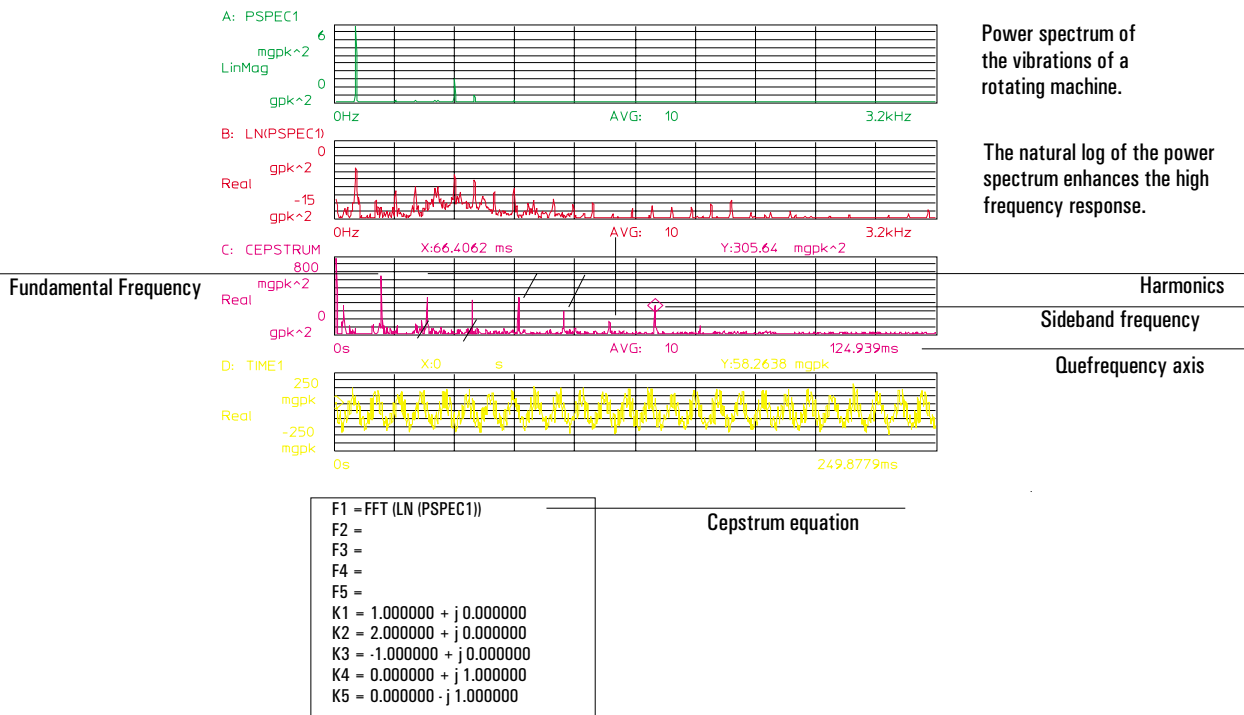 A: PSPEC1
6
mgpk^2
LinMag
0
gpk^2
0Hz
AVG: 10
3.2kHz
Power spectrum of
the vibrations of a
rotating machine.
B: LN(PSPEC1)
0
gpk^2
Real
-15
gpk^2
0Hz
AVG: 10
3.2kHz
The natural log of the power
spectrum enhances the high
frequency response.
C: CEPSTRUM
X:66.4062 ms
Y:305.64 mgpk^2
800
mgpk^2
Real
0
gpk^2
0s
AVG: 10
124.939ms
Fundamental Frequency
Harmonics
Sideband frequency
Quefrequency axis
D: TIME1
X:0 s
Y:58.2638 mgpk
250
mgpk
Real
-250
mgpk
0s
249.8779ms
F1 = FFT (LN (PSPEC1))
F2 =
F3 =
F4 =
F5 =
K1 = 1.000000 + j 0.000000
K2 = 2.000000 + j 0.000000
K3 = -1.000000 + j 0.000000
K4 = 0.000000 + j 1.000000
K5 = 0.000000 - j 1.000000
Cepstrum equation